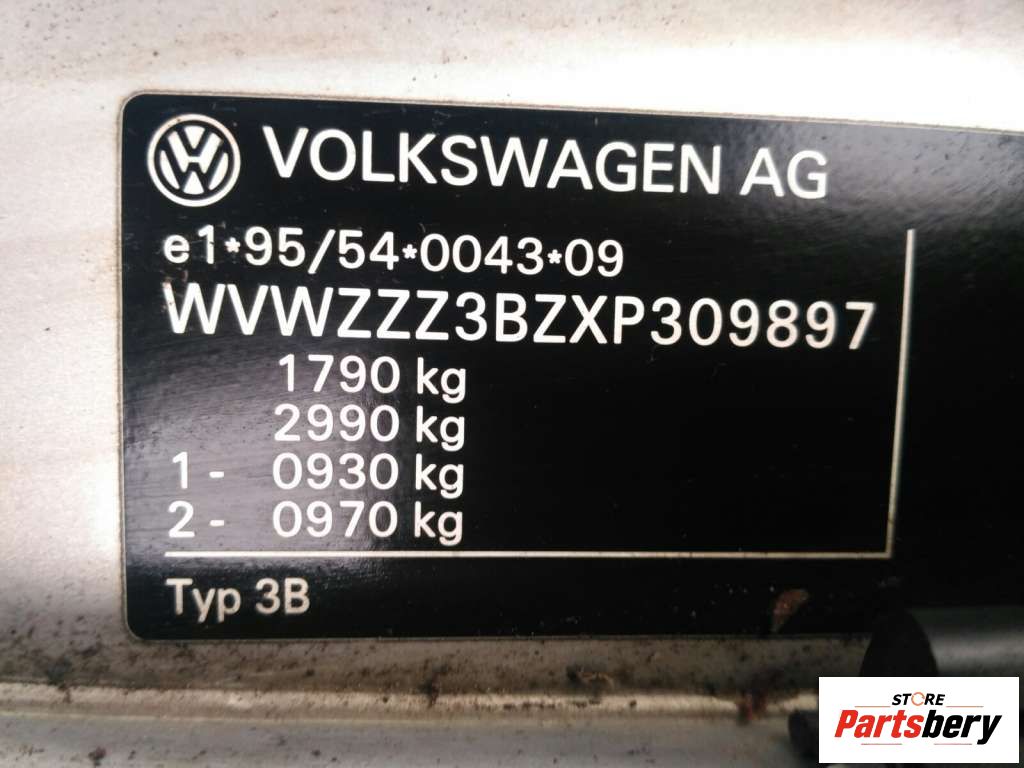 VOLKSWAGEN AG
e1*95/54*0043*09
WVWZZZ3BZXP309897
1790 kg
2990 kg
1- 0930 kg
2- 0970 kg
Typ 3B
STORE
Partsbery